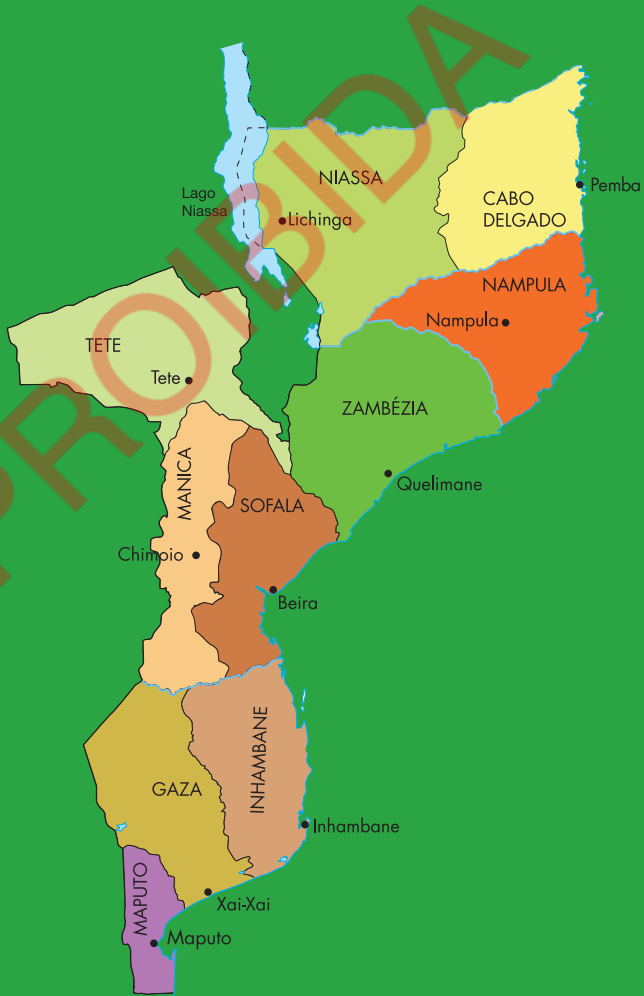 PROIBIDA
NIASSA
Lago
Niassa
Lichinga
CABO
DELGADO
Pemba
NAMPULA
Nampula
TETE
Tete
ZAMBÉZIA
Quelimane
MANICA
SOFALA
Chimoio
Beira
INHAMBANE
GAZA
Inhambane
Xai-Xai
MAPUTO
Maputo